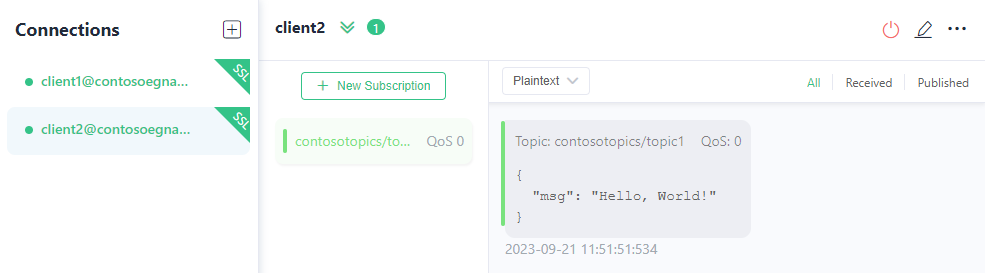 Connections
client1@contosoegna...
SSL
client2@contosoegna...
SSL
client2 1
New Subscription
contosotopics/to... QoS 0
Plaintext
All Received Published
Topic: contosotopics/topic1 QoS: 0
{
"msg": "Hello, World!"
}
2023-09-21 11:51:51:534